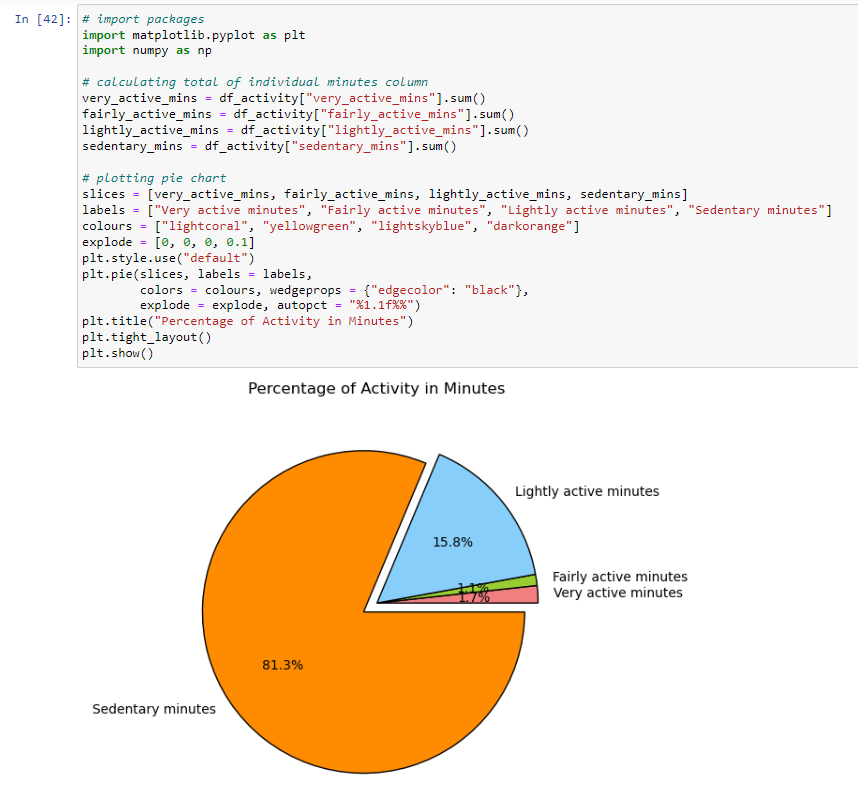 In [42]: # import packages
import matplotlib.pyplot as plt
import numpy as np
# calculating total of individual minutes column
very_active_mins = df_activity["very_active_mins"].sum()
fairly_active_mins = df_activity["fairly_active_mins"].sum()
lightly_active_mins = df_activity["lightly_active_mins"].sum()
sedentary_mins = df_activity["sedentary_mins"].sum()
# plotting pie chart
slices = [very_active_mins, fairly_active_mins, lightly_active_mins, sedentary_mins]
labels = ["Very active minutes", "Fairly active minutes", "Lightly active minutes", "Sedentary minutes"]
colours = ["lightcoral", "yellowgreen", "lightskyblue", "darkorange"]
explode = [0, 0, 0, 0.1]
plt.style.use("default")
plt.pie(slices, labels = labels,
        colors = colours, wedgeprops = {"edgecolor": "black"},
        explode = explode, autopct = "%1.1f%%")
plt.title("Percentage of Activity in Minutes")
plt.tight_layout()
plt.show()
Percentage of Activity in Minutes
Lightly active minutes
15.8%
Fairly active minutes
1.1%
Very active minutes
1.7%
81.3%
Sedentary minutes